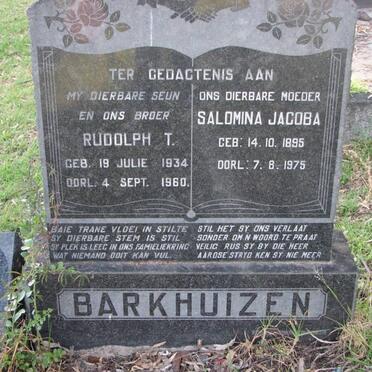 TER GEDAGTENIS AAN
MY DIERBARE SEUN
EN ONS BROER
RUDOLPH T.
GEB. 19 JULIE 1934
OORL. 4 SEPT. 1960.
ONS DIERBARE MOEDER
SALOMINA JACOBA
GEB: 14. 10. 1895
OORL: 7. 8. 1975
BAIE TRANE VLOEI IN STILTE
SY DIERBARE STEM IS STIL
SY PLEK IS LEEG IN ONS FAMILIEKRING
WAT NIEMAND OOIT KAN VUL.
STIL HET SY ONS VERLAAT
SONDER OM N WOORD TE PRAAT
VEILIG RUS SY BY DIE HEER
AARDSE STRYD KEN SY NIE MEER
BARKHUIZEN